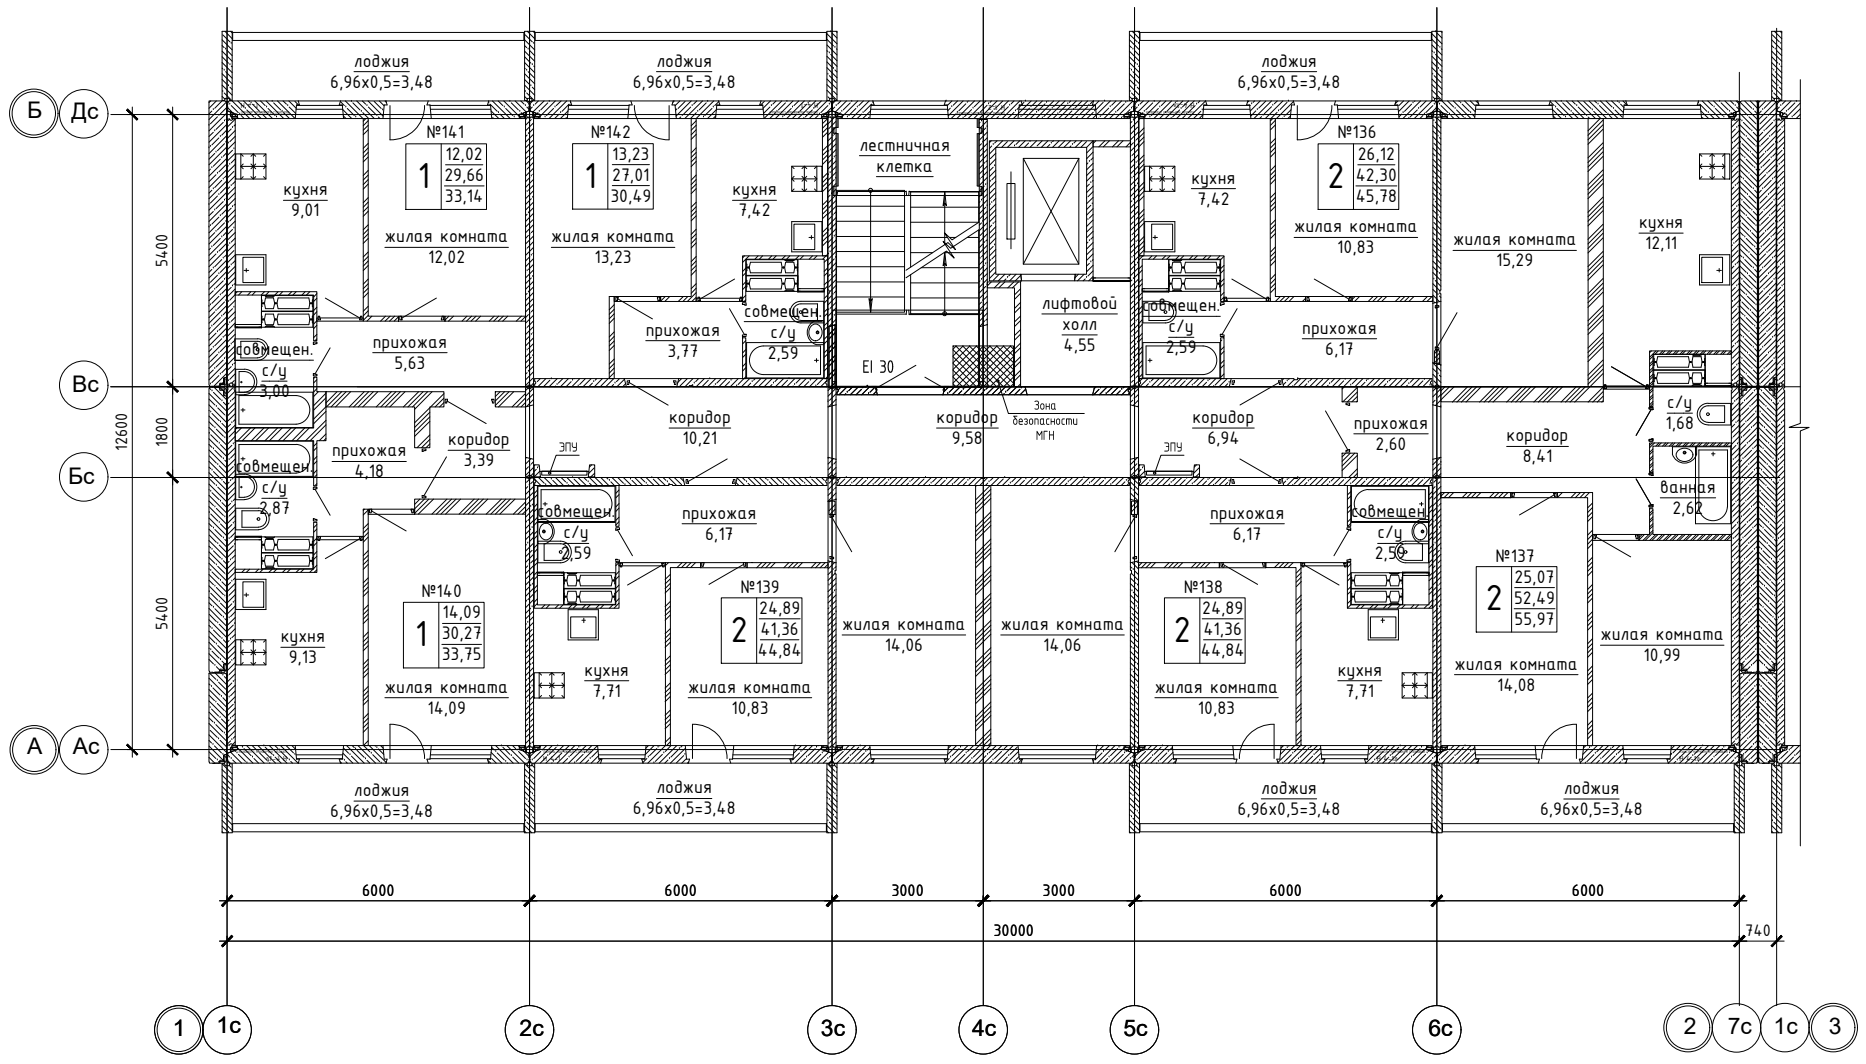 лоджия
6,96х0,5=3,48
лоджия
6,96х0,5=3,48
лоджия
6,96х0,5=3,48
Б
Дс
№141
1
12,02
29,66
33,14
№142
1
13,23
27,01
30,49
лестничная
клетка
№136
2
26,12
42,30
45,78
кухня
9,01
жилая комната
12,02
жилая комната
13,23
кухня
7,42
кухня
7,42
жилая комната
10,83
жилая комната
15,29
кухня
12,11
5400
совмещен.
с/у
3,00
прихожая
5,63
прихожая
3,77
совмещен.
с/у
2,59
EI 30
лифтовой
холл
4,55
совмещен.
с/у
2,59
прихожая
6,17
Вс
12600
1800
прихожая
4,18
коридор
3,39
коридор
10,21
ЭПУ
коридор
9,58
Зона
безопасности
МГН
коридор
6,94
ЭПУ
прихожая
2,60
коридор
8,41
с/у
1,68
Бс
совмещен.
с/у
2,87
совмещен.
с/у
2,59
прихожая
6,17
прихожая
6,17
совмещен.
с/у
2,59
ванная
2,62
5400
№140
1
14,09
30,27
33,75
№139
2
24,89
41,36
44,84
№138
2
24,89
41,36
44,84
№137
2
25,07
52,49
55,97
кухня
9,13
жилая комната
14,09
кухня
7,71
жилая комната
10,83
жилая комната
14,06
жилая комната
14,06
жилая комната
10,83
кухня
7,71
жилая комната
14,08
жилая комната
10,99
А
Ас
лоджия
6,96х0,5=3,48
лоджия
6,96х0,5=3,48
лоджия
6,96х0,5=3,48
лоджия
6,96х0,5=3,48
6000
6000
3000
3000
6000
6000
30000
740
1
1с
2с
3с
4с
5с
6с
2
7с
1с
3